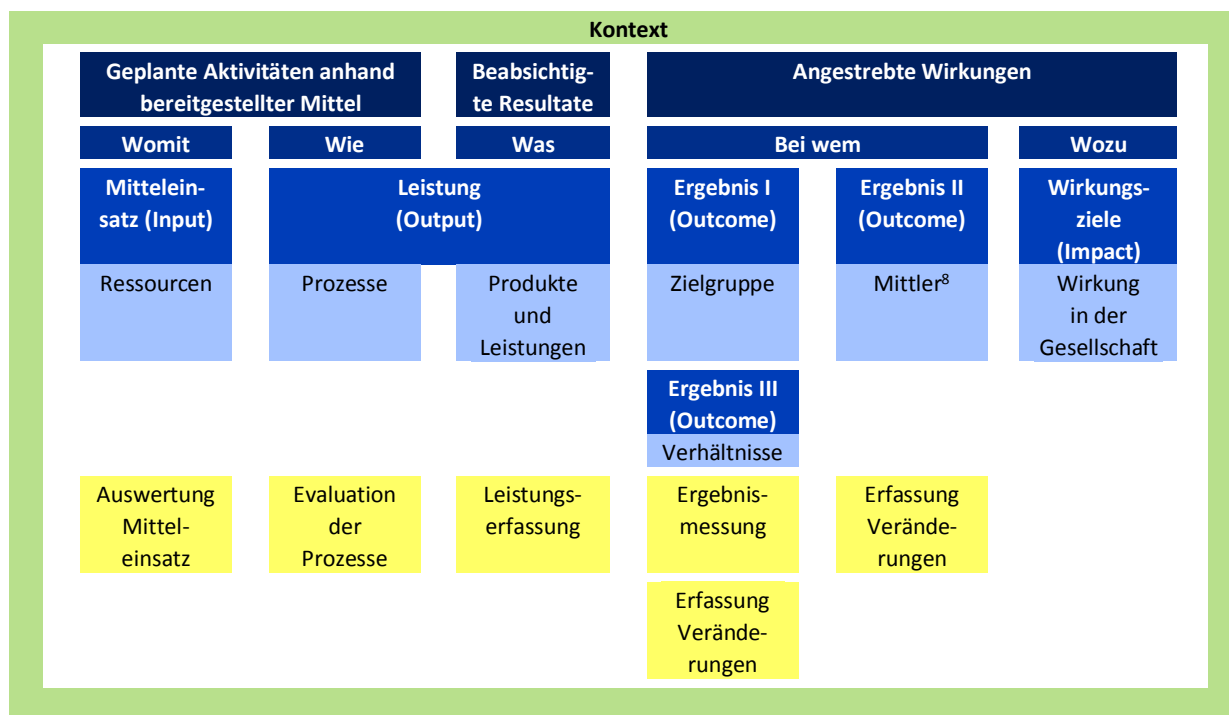 Kontext
Geplante Aktivitäten anhand
bereitgestellter Mittel
Beabsichtig-
te Resultate
Angestrebte Wirkungen
Womit
Wie
Was
Bei wem
Wozu
Mittelein-
satz (Input)
Leistung
(Output)
Ergebnis I
(Outcome)
Ergebnis II
(Outcome)
Wirkungs-
ziele
(Impact)
Ressourcen
Prozesse
Produkte
und
Leistungen
Zielgruppe
Mittler⁸
Wirkung
in der
Gesellschaft
Ergebnis III
(Outcome)
Verhältnisse
Auswertung
Mittel-
einsatz
Evaluation
der
Prozesse
Leistungs-
erfassung
Ergebnis-
messung
Erfassung
Verände-
rungen
Erfassung
Verände-
rungen